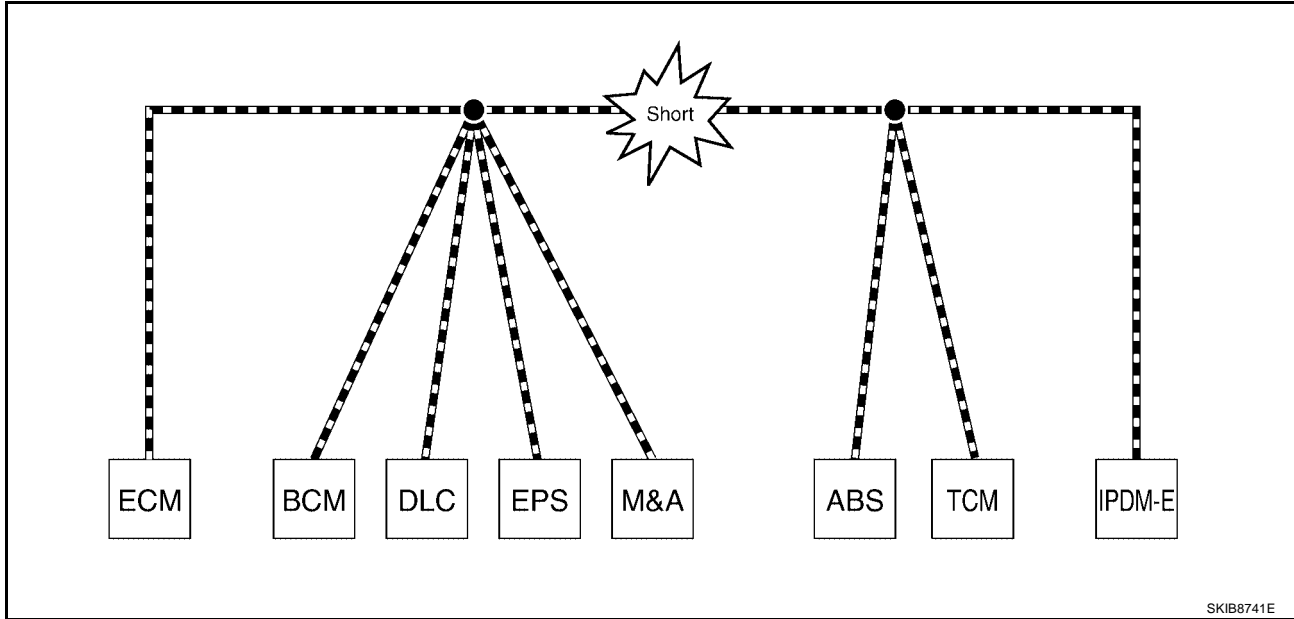 Short
ECM
BCM
DLC
EPS
M&A
ABS
TCM
IPDM-E
SKIB8741E